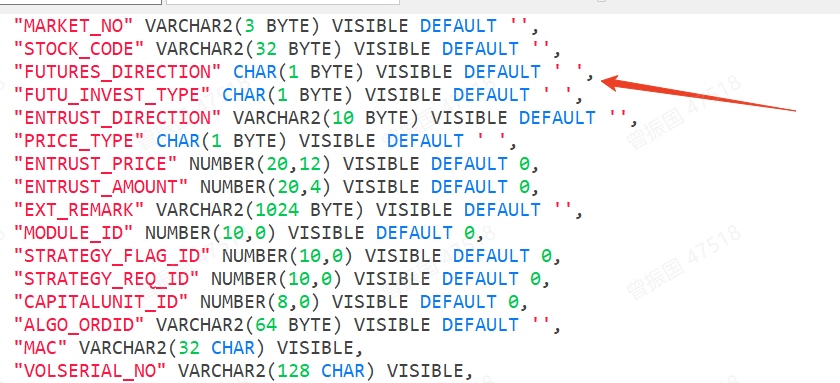 "MARKET_NO" VARCHAR2(3 BYTE) VISIBLE DEFAULT '',
"STOCK_CODE" VARCHAR2(32 BYTE) VISIBLE DEFAULT '',
"FUTURES_DIRECTION" CHAR(1 BYTE) VISIBLE DEFAULT ' ',
"FUTU_INVEST_TYPE" CHAR(1 BYTE) VISIBLE DEFAULT ' ',
"ENTRUST_DIRECTION" VARCHAR2(10 BYTE) VISIBLE DEFAULT '',
"PRICE_TYPE" CHAR(1 BYTE) VISIBLE DEFAULT ' ',
"ENTRUST_PRICE" NUMBER(20,12) VISIBLE DEFAULT 0,
"ENTRUST_AMOUNT" NUMBER(20,4) VISIBLE DEFAULT 0,
"EXT_REMARK" VARCHAR2(1024 BYTE) VISIBLE DEFAULT '',
"MODULE_ID" NUMBER(10,0) VISIBLE DEFAULT 0,
"STRATEGY_FLAG_ID" NUMBER(10,0) VISIBLE DEFAULT 0,
"STRATEGY_REQ_ID" NUMBER(10,0) VISIBLE DEFAULT 0,
"CAPITALUNIT_ID" NUMBER(8,0) VISIBLE DEFAULT 0,
"ALGO_ORDID" VARCHAR2(64 BYTE) VISIBLE DEFAULT '',
"MAC" VARCHAR2(32 CHAR) VISIBLE,
"VOLSERIAL_NO" VARCHAR2(128 CHAR) VISIBLE,
曾振国 47518
曾振国 47518